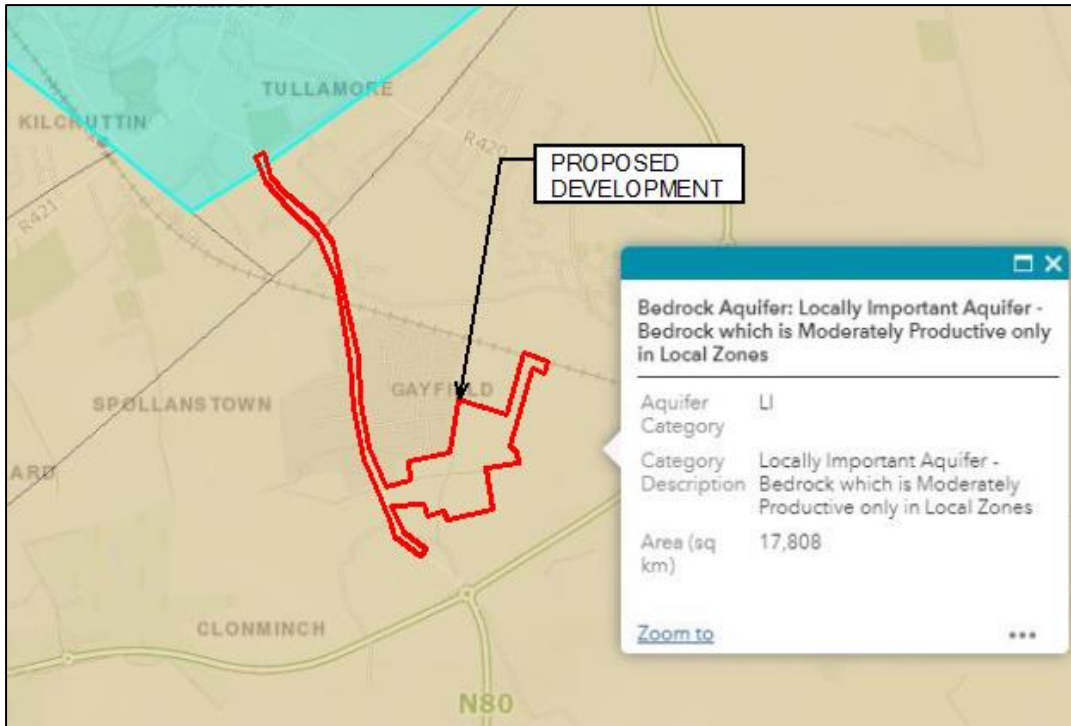 TULLAMORE
KILCRUTTIN
R420
PROPOSED
DEVELOPMENT
R421
Bedrock Aquifer: Locally Important Aquifer -
Bedrock which is Moderately Productive only
in Local Zones
GAYFIELD
Aquifer
Category
LI
SPOLLANSTOWN
Category
Description
Locally Important Aquifer -
Bedrock which is Moderately
Productive only in Local Zones
ARD
Area (sq
km)
17,808
CLONMINCH
Zoom to
N80